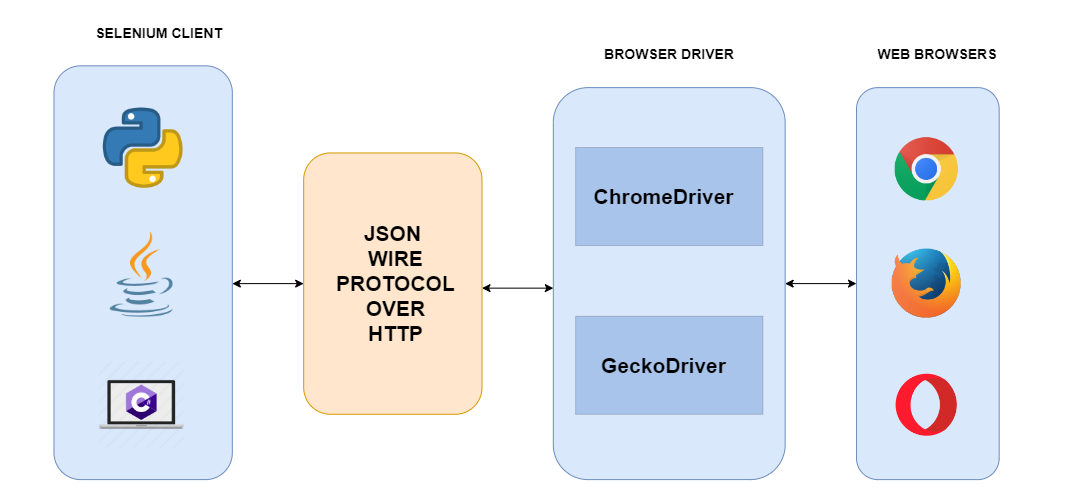 SELENIUM CLIENT
BROWSER DRIVER
WEB BROWSERS
JSON
WIRE
PROTOCOL
OVER
HTTP
ChromeDriver
GeckoDriver
C#